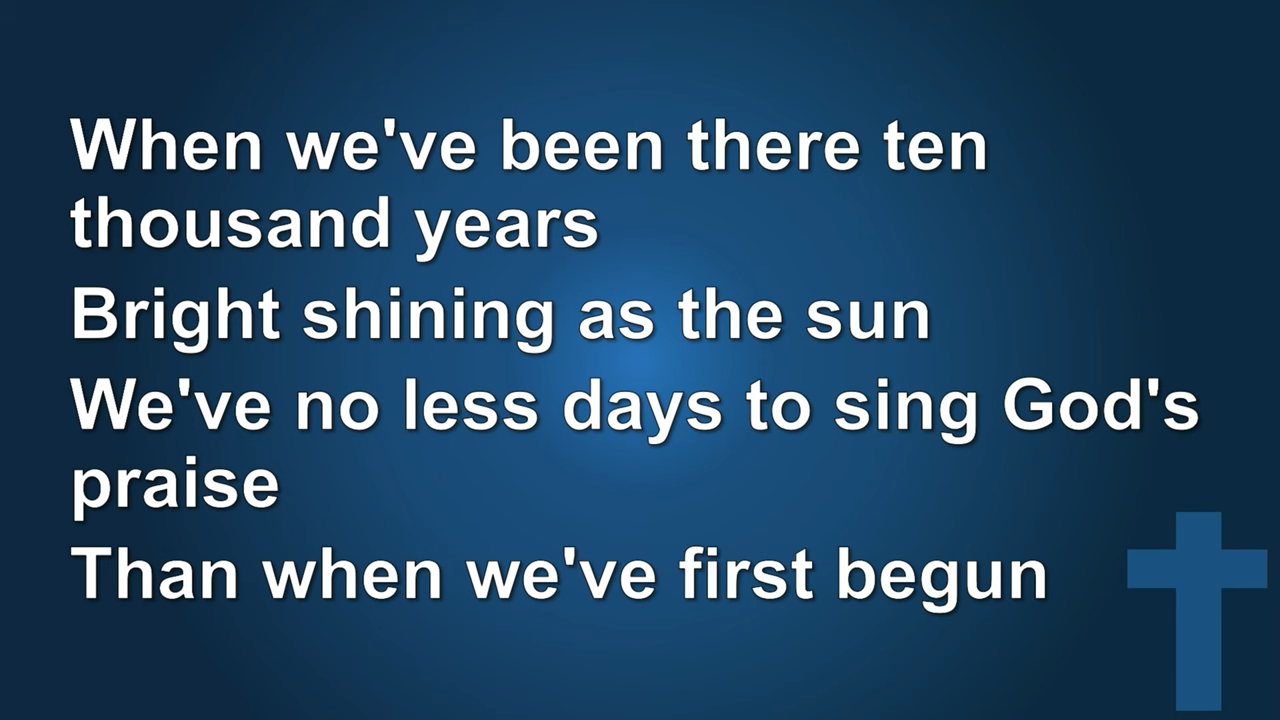 When we've been there ten
thousand years
Bright shining as the sun
We've no less days to sing God's
praise
Than when we've first begun